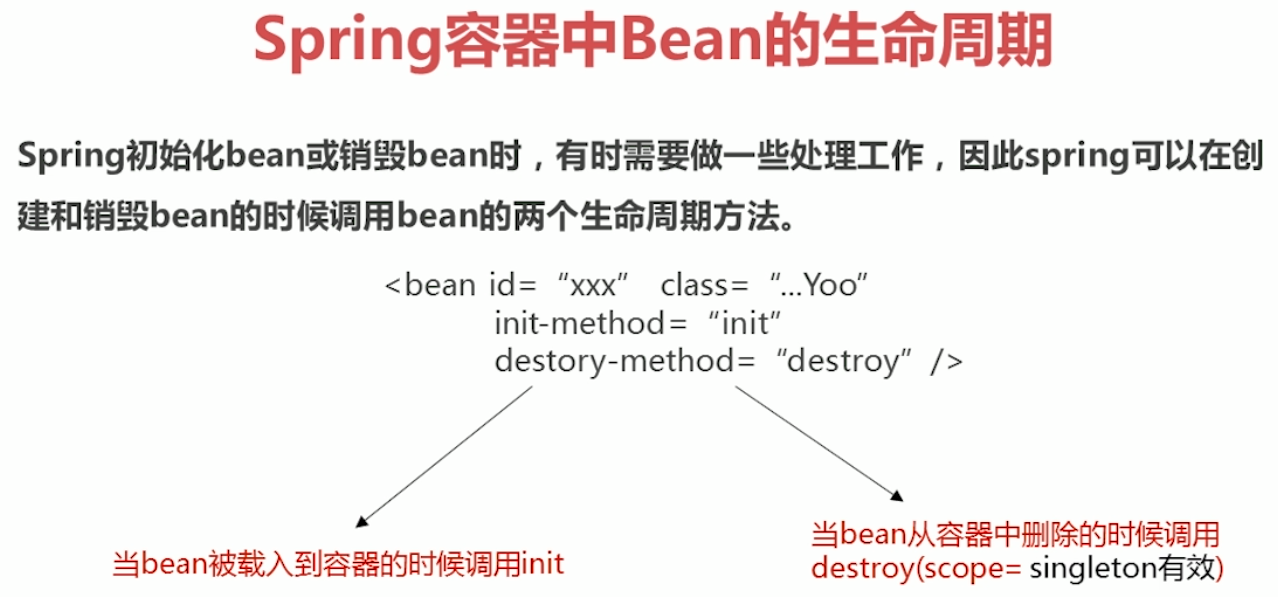 Spring容器中Bean的生命周期
Spring初始化bean或销毁bean时，有时需要做一些处理工作，因此spring可以在创
建和销毁bean的时候调用bean的两个生命周期方法。
<bean id= “xxx” class= “...Yoo”
init-method= “init”
destory-method= “destroy” />
当bean被载入到容器的时候调用init
当bean从容器中删除的时候调用
destroy(scope= singleton有效)